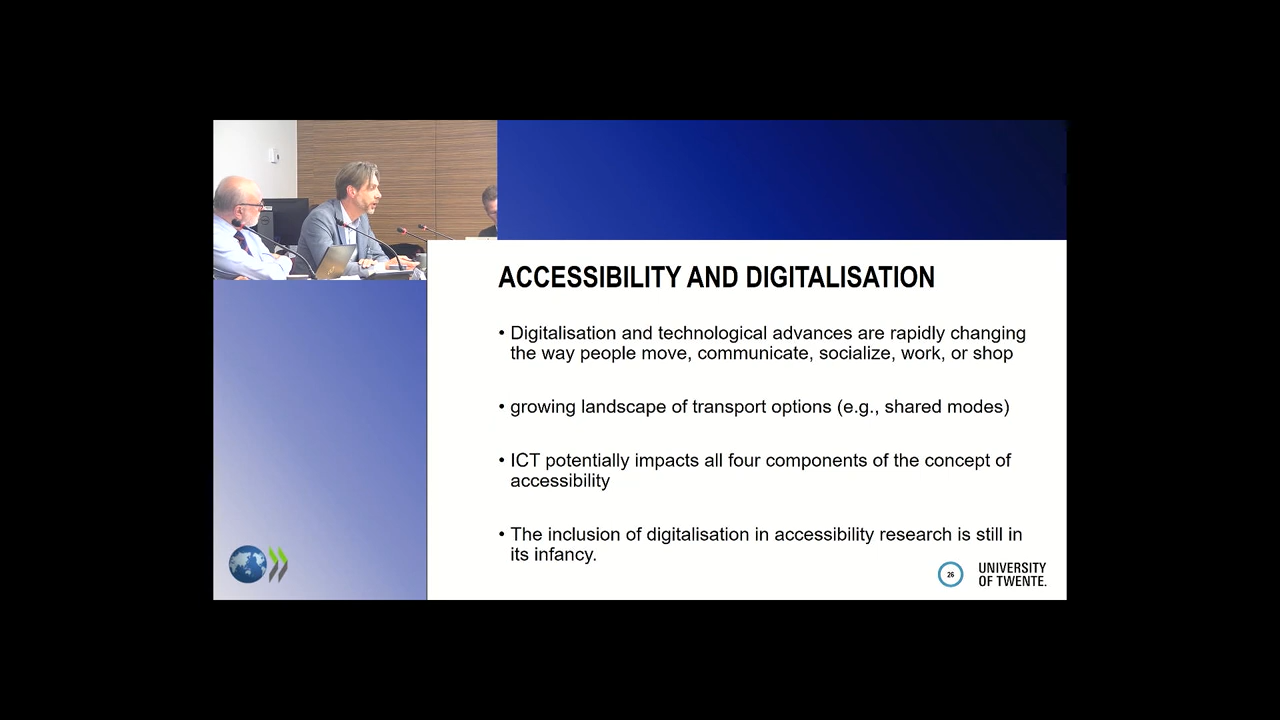 ACCESSIBILITY AND DIGITALISATION
• Digitalisation and technological advances are rapidly changing
the way people move, communicate, socialize, work, or shop
• growing landscape of transport options (e.g., shared modes)
• ICT potentially impacts all four components of the concept of
accessibility
• The inclusion of digitalisation in accessibility research is still in
its infancy.
26
UNIVERSITY
OF TWENTE.